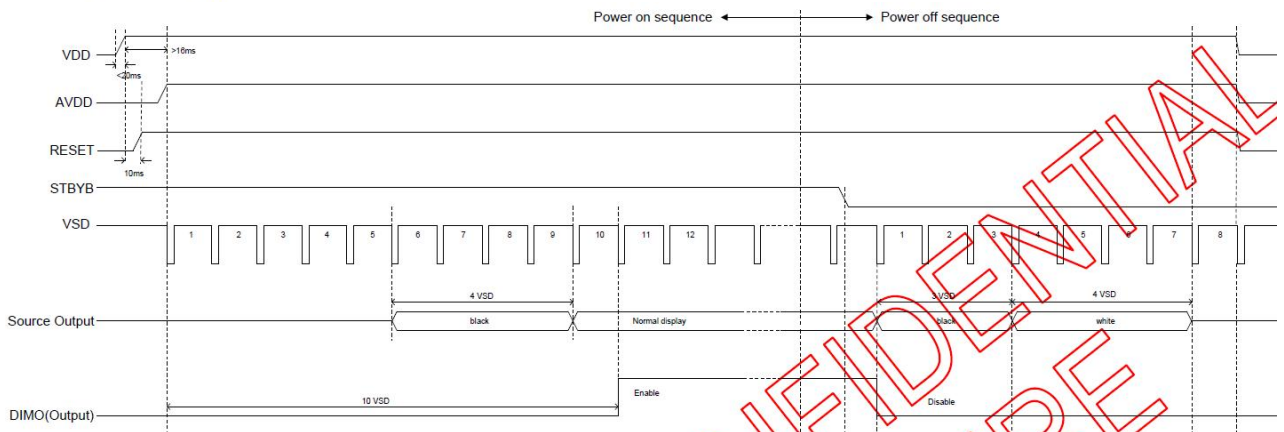 Power on sequence
Power off sequence
VDD
>16ms
<20ms
AVDD
RESET
10ms
STBYB
VSD
1 2 3 4 5 6 7 8 9 10 11 12 1 2 3 4 5 6 7 8
4 VSD
3 VSD
4 VSD
Source Output
black
Normal display
black
white
10 VSD
Enable
Disable
DIMO(Output)